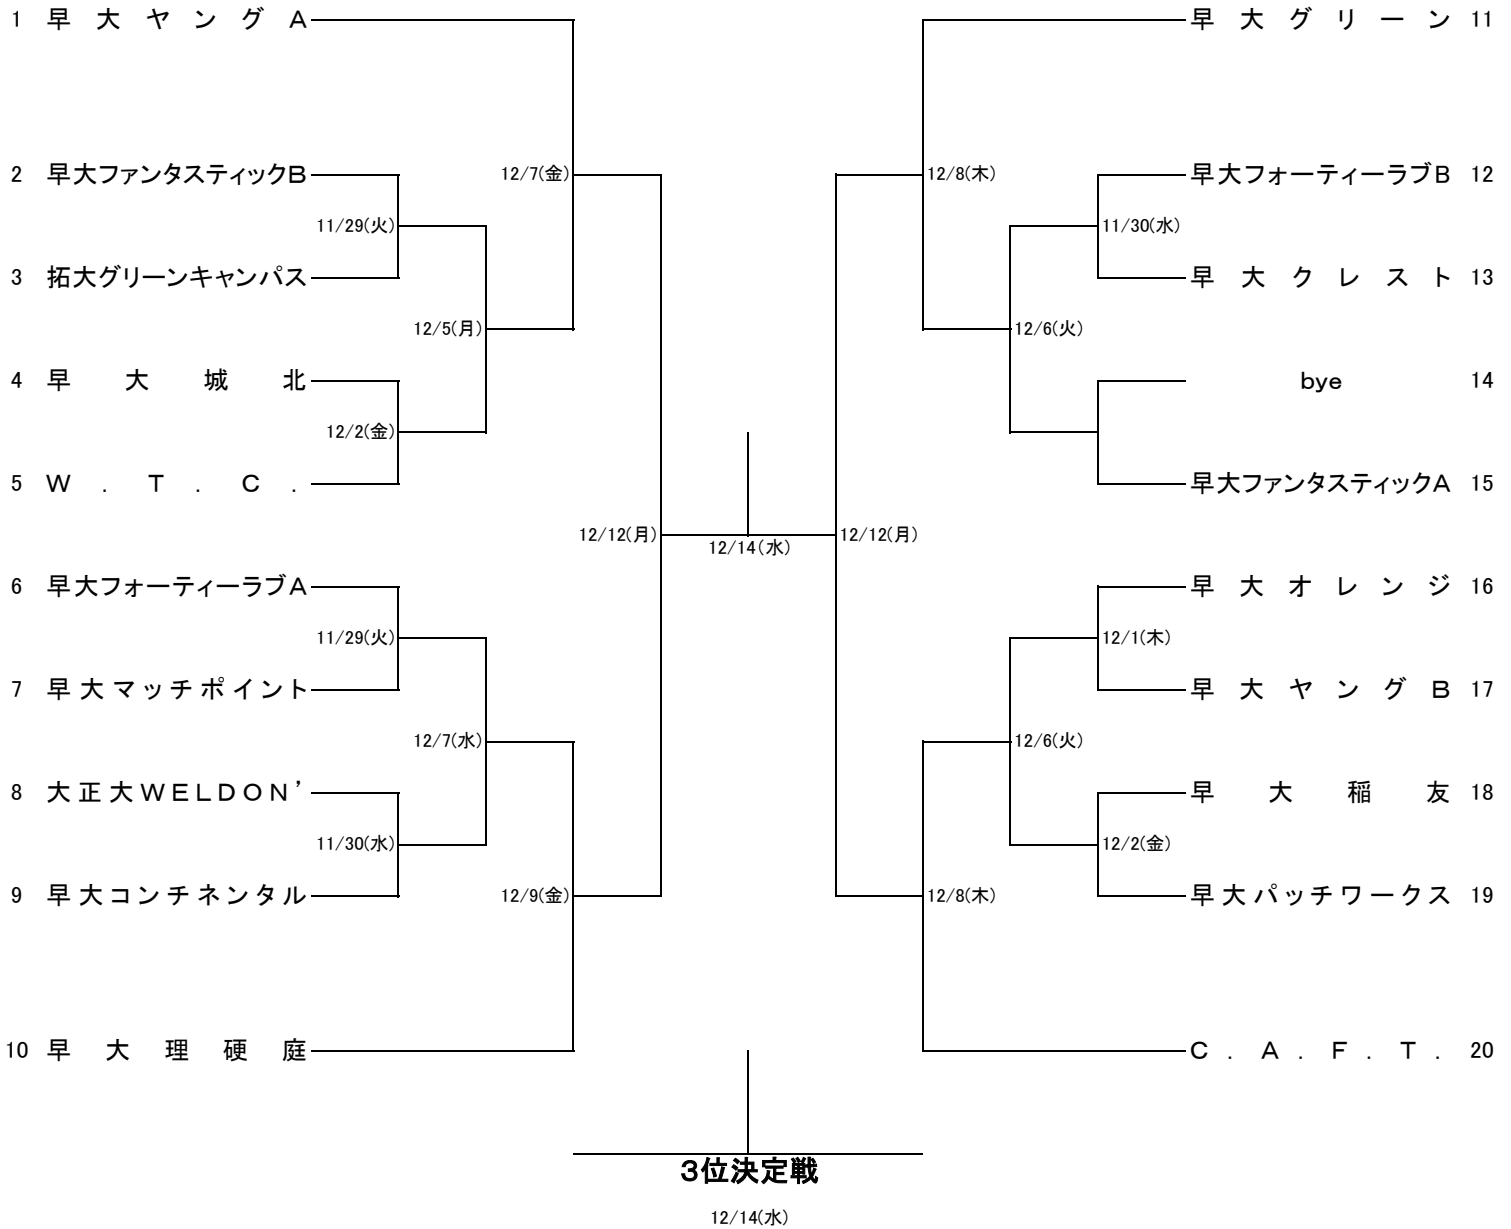 1 早大ヤングA
早大グリーン 11
2 早大ファンタスティックB
12/7(金)
12/8(木)
早大フォーティーラブB 12
11/29(火)
11/30(水)
3 拓大グリーンキャンパス
早大クレスト 13
12/5(月)
12/6(火)
4 早大城北
bye 14
12/2(金)
5 W.T.C.
早大ファンタスティックA 15
12/12(月)
12/14(水)
12/12(月)
6 早大フォーティーラブA
早大オレンジ 16
11/29(火)
12/1(木)
7 早大マッチポイント
早大ヤングB 17
12/7(水)
12/6(火)
8 大正大WELDON’
早大稲友 18
11/30(水)
12/2(金)
9 早大コンチネンタル
12/9(金)
12/8(木)
早大パッチワークス 19
10 早大理硬庭
C.A.F.T. 20
3位決定戦
12/14(水)